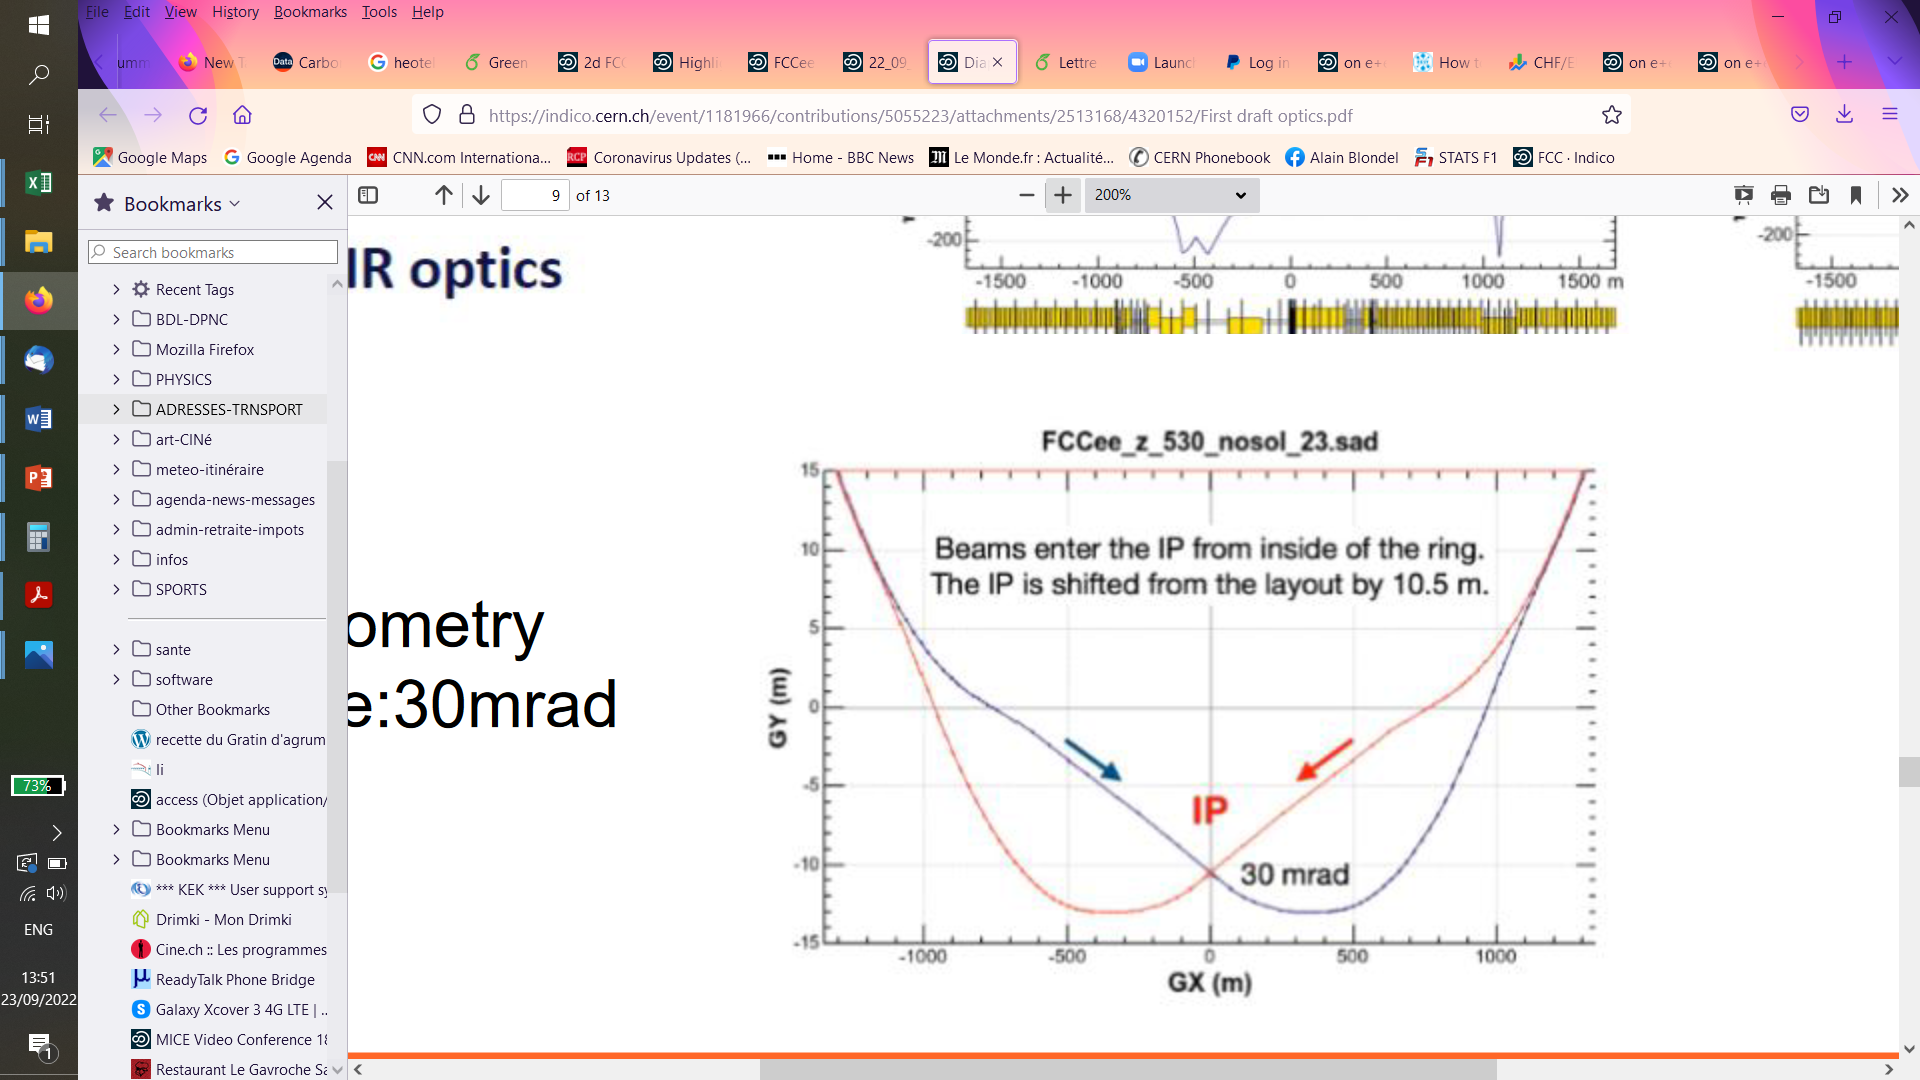 File Edit View History Bookmarks Tools Help
New T
Carbo
heotel
Green
2d FCC
Highli
FCCee
22_09_
Dia
Lettre
Launch
Log in
on e+
How t
CHF/E
on e+
on e+
https://indico.cern.ch/event/1181966/contributions/5055223/attachments/2513168/4320152/First draft optics.pdf
Google Maps
Google Agenda
CNN.com Internationa...
Coronavirus Updates (...
Home - BBC News
Le Monde.fr : Actualité...
CERN Phonebook
Alain Blondel
STATS F1
FCC · Indico
Bookmarks
9 of 13
200%
Search bookmarks
Recent Tags
BDL-DPNC
Mozilla Firefox
PHYSICS
ADRESSES-TRNSPORT
art-CINé
meteo-itinéraire
agenda-news-messages
admin-retraite-impots
infos
SPORTS
sante
software
Other Bookmarks
recette du Gratin d'agrum
li
access (Objet application/
Bookmarks Menu
Bookmarks Menu
*** KEK *** User support sy
Drimki - Mon Drimki
Cine.ch :: Les programmes
ReadyTalk Phone Bridge
Galaxy Xcover 3 4G LTE | ..
MICE Video Conference 18
Restaurant Le Gavroche Sa
73%
ENG
13:51
23/09/2022
1
IR optics
ometry
e:30mrad
-200
-1500 -1000 -500 0 500 1000 1500 m
-200
-1500
FCCee_z_530_nosol_23.sad
Beams enter the IP from inside of the ring.
The IP is shifted from the layout by 10.5 m.
IP
30 mrad
GY (m)
15
10
5
0
-5
-10
-15
-1000 -500 0 500 1000
GX (m)